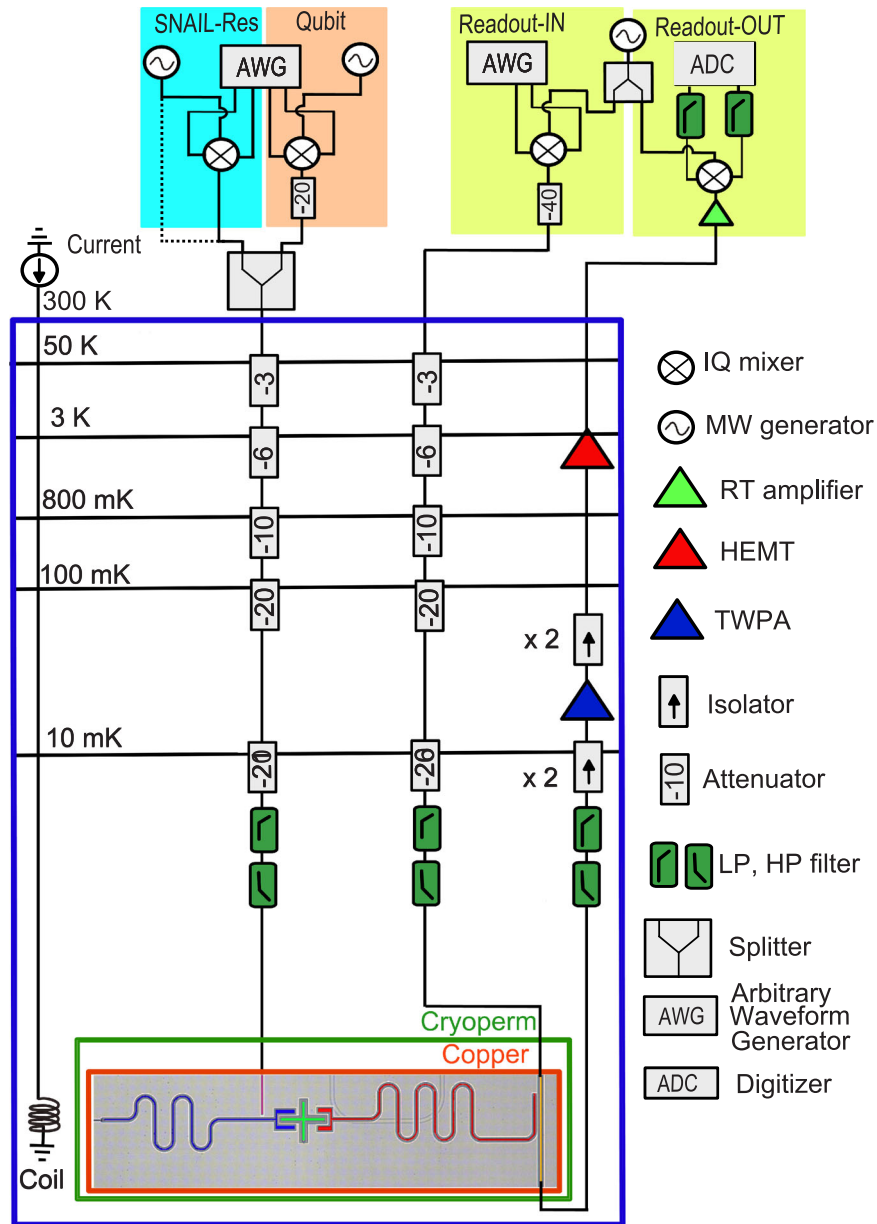 SNAIL-Res
Qubit
Readout-IN
Readout-OUT
AWG
AWG
ADC
-20
-40
Current
300 K
50 K
-3
-3
3 K
-6
-6
800 mK
-10
-10
100 mK
-20
-20
x 2
10 mK
x 2
Cryoperm
Copper
Coil
IQ mixer
MW generator
RT amplifier
HEMT
TWPA
Isolator
-10
Attenuator
LP, HP filter
Splitter
AWG
Arbitrary
Waveform
Generator
ADC
Digitizer